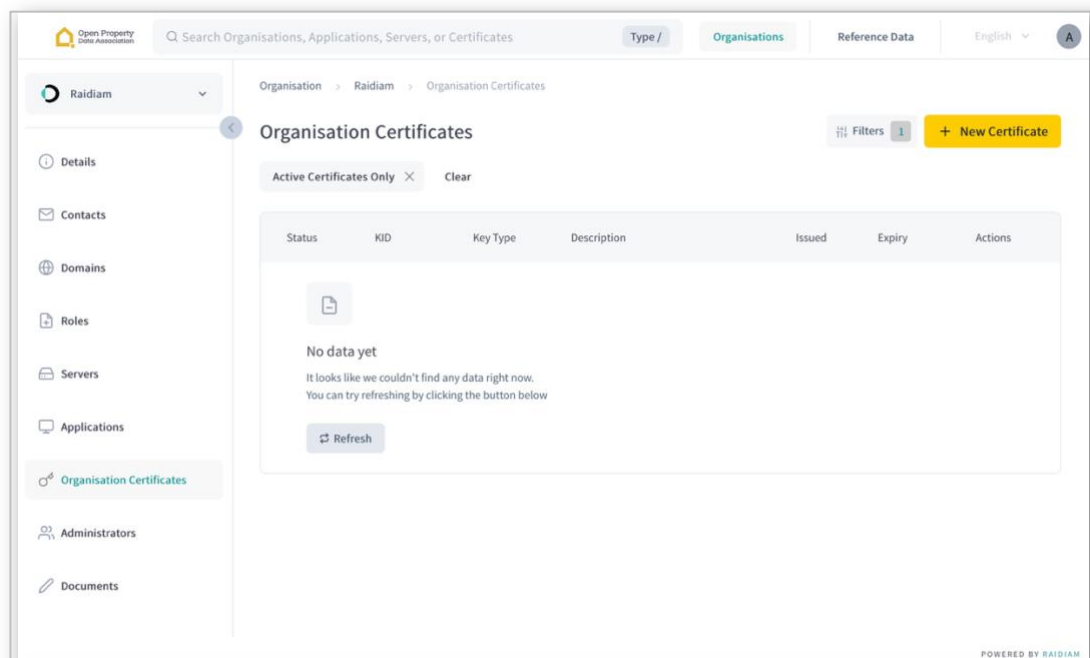 Open Property
Data Association
Search Organisations, Applications, Servers, or Certificates
Type /
Organisations
Reference Data
English
A
Raidiam
Organisation > Raidiam > Organisation Certificates
Organisation Certificates
Filters 1
+ New Certificate
Active Certificates Only ×
Clear
Details
Contacts
Domains
Roles
Servers
Applications
Organisation Certificates
Administrators
Documents
Status KID Key Type Description Issued Expiry Actions
No data yet
It looks like we couldn't find any data right now.
You can try refreshing by clicking the button below
Refresh
POWERED BY RAIDIAM